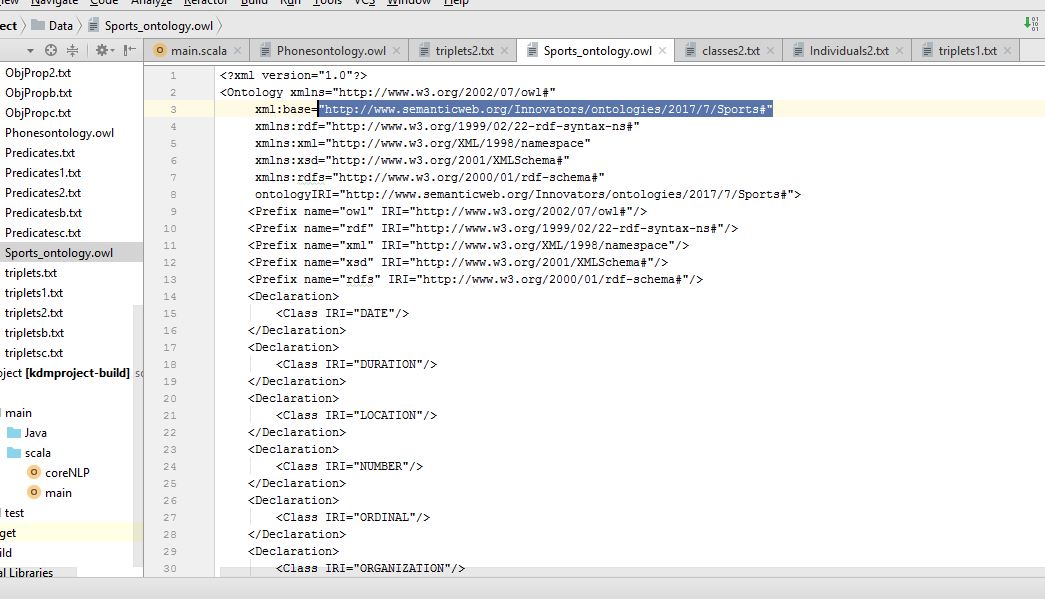 Navigate Code Analyze Refactor Build Run Tools VCS Window Help
Data Sports_ontology.owl
main.scala Phonesontology.owl triplets2.txt Sports_ontology.owl classes2.txt Individuals2.txt triplets1.txt
ObjProp2.txt
ObjPropb.txt
ObjPropc.txt
Phonesontology.owl
Predicates.txt
Predicates1.txt
Predicates2.txt
Predicatesb.txt
Predicatesc.txt
Sports_ontology.owl
triplets.txt
triplets1.txt
triplets2.txt
tripletsb.txt
tripletsc.txt
[kdmproject-build]
main
Java
scala
coreNLP
main
test
Libraries
1 <?xml version="1.0"?>
2 <Ontology xmlns="http://www.w3.org/2002/07/owl#"
3 xml:base="http://www.semanticweb.org/Innovators/ontologies/2017/7/Sports#"
4 xmlns:rdf="http://www.w3.org/1999/02/22-rdf-syntax-ns#"
5 xmlns:xml="http://www.w3.org/XML/1998/namespace"
6 xmlns:xsd="http://www.w3.org/2001/XMLSchema#"
7 xmlns:rdfs="http://www.w3.org/2000/01/rdf-schema#"
8 ontologyIRI="http://www.semanticweb.org/Innovators/ontologies/2017/7/Sports#">
9 <Prefix name="owl" IRI="http://www.w3.org/2002/07/owl#"/>
10 <Prefix name="rdf" IRI="http://www.w3.org/1999/02/22-rdf-syntax-ns#"/>
11 <Prefix name="xml" IRI="http://www.w3.org/XML/1998/namespace"/>
12 <Prefix name="xsd" IRI="http://www.w3.org/2001/XMLSchema#"/>
13 <Prefix name="rdfs" IRI="http://www.w3.org/2000/01/rdf-schema#"/>
14 <Declaration>
15 <Class IRI="DATE"/>
16 </Declaration>
17 <Declaration>
18 <Class IRI="DURATION"/>
19 </Declaration>
20 <Declaration>
21 <Class IRI="LOCATION"/>
22 </Declaration>
23 <Declaration>
24 <Class IRI="NUMBER"/>
25 </Declaration>
26 <Declaration>
27 <Class IRI="ORDINAL"/>
28 </Declaration>
29 <Declaration>
30 <Class IRI="ORGANIZATION"/>